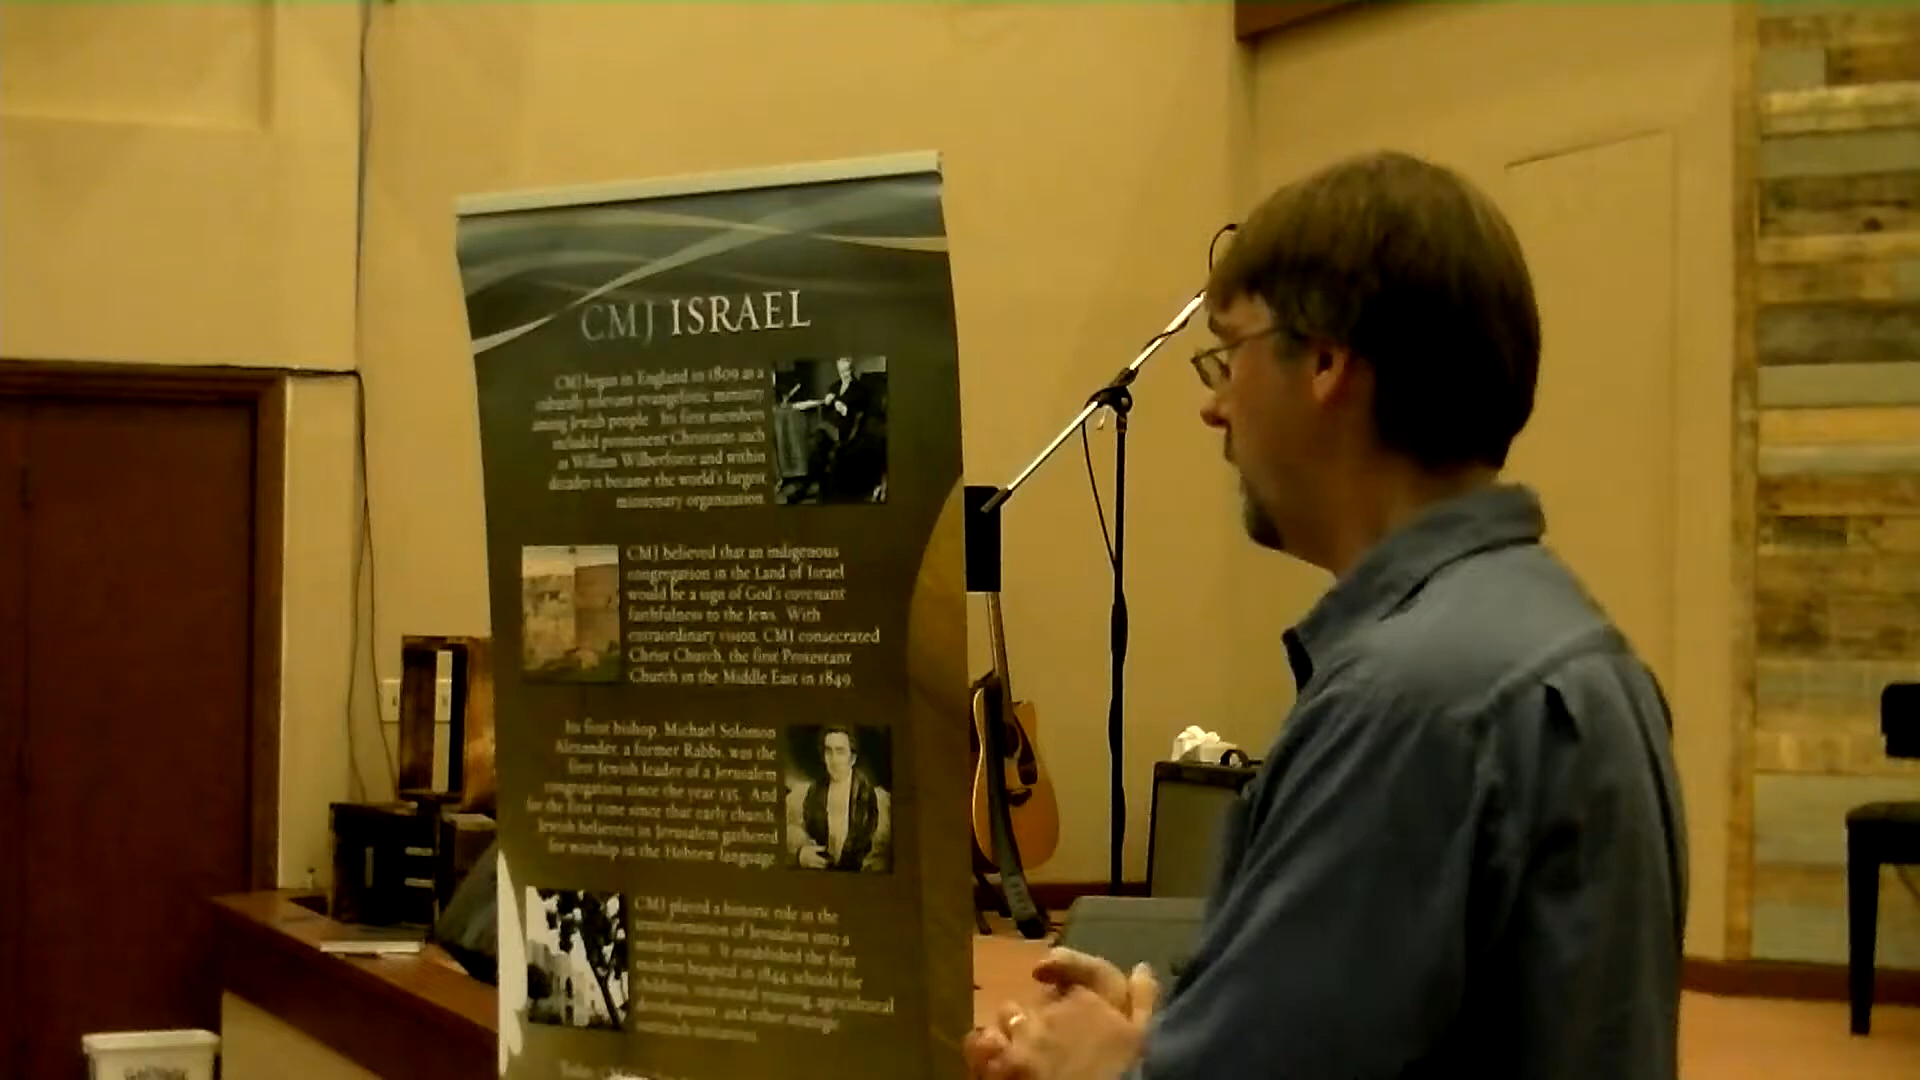 CMJ ISRAEL
CMJ began in England in 1809 as a
culturally relevant evangelistic ministry
among Jewish people. Its first members
included prominent Christians such
as William Wilberforce and within
decades it became the world's largest
missionary organization.
CMJ believed that an indigenous
congregation in the Land of Israel
would be a sign of God's covenant
faithfulness to the Jews. With
extraordinary vision, CMJ consecrated
Christ Church, the first Protestant
Church in the Middle East in 1849.
Its first bishop, Michael Solomon
Alexander, a former Rabbi, was the
first Jewish leader of a Jerusalem
congregation since the year 135. And
for the first time since that early church,
Jewish believers in Jerusalem gathered
for worship in the Hebrew language.
CMJ played a historic role in the
transformation of Jerusalem into a
modern city. It established the first
modern hospital in 1844, schools for
children, vocational training, agricultural
development, and other strategic
outreach initiatives.